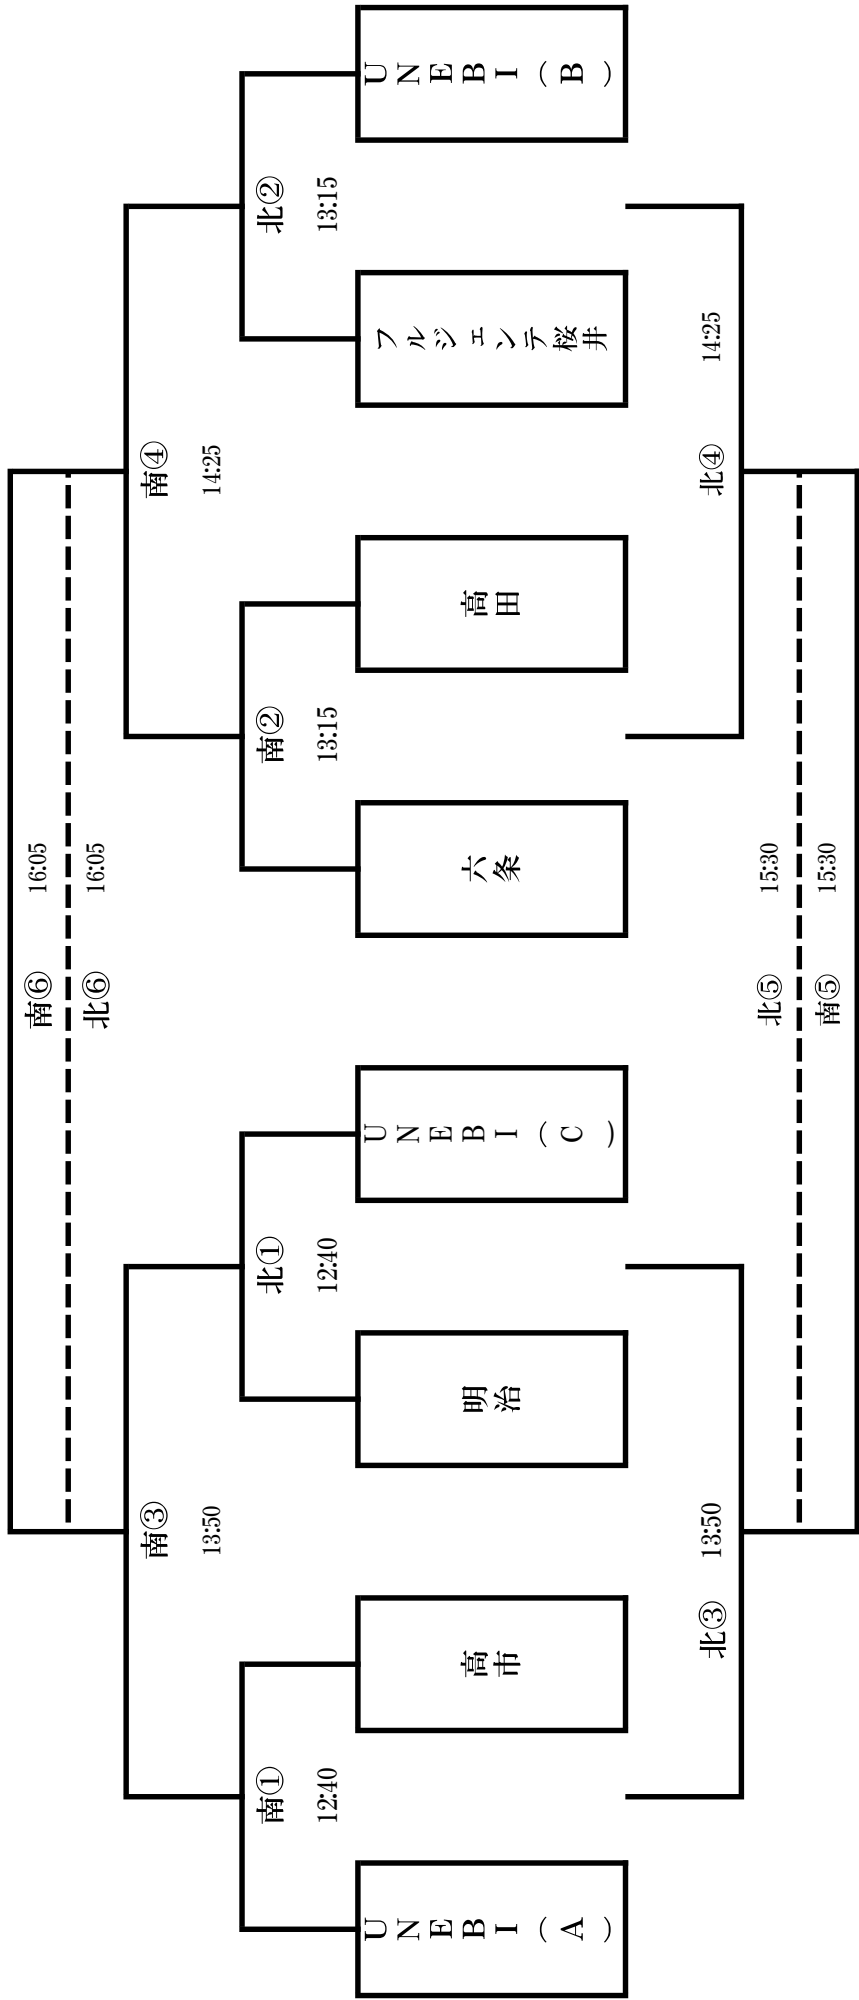 南⑥ 16:05
北⑥ 16:05
南③
13:50
南④
14:25
南①
12:40
北①
12:40
南②
13:15
北②
13:15
UNEBI(A)
高市
明治
UNEBI(C)
六条
高田
フルジェンテ桜井
UNEBI(B)
北③ 13:50
北④ 14:25
北⑤ 15:30
南⑤ 15:30